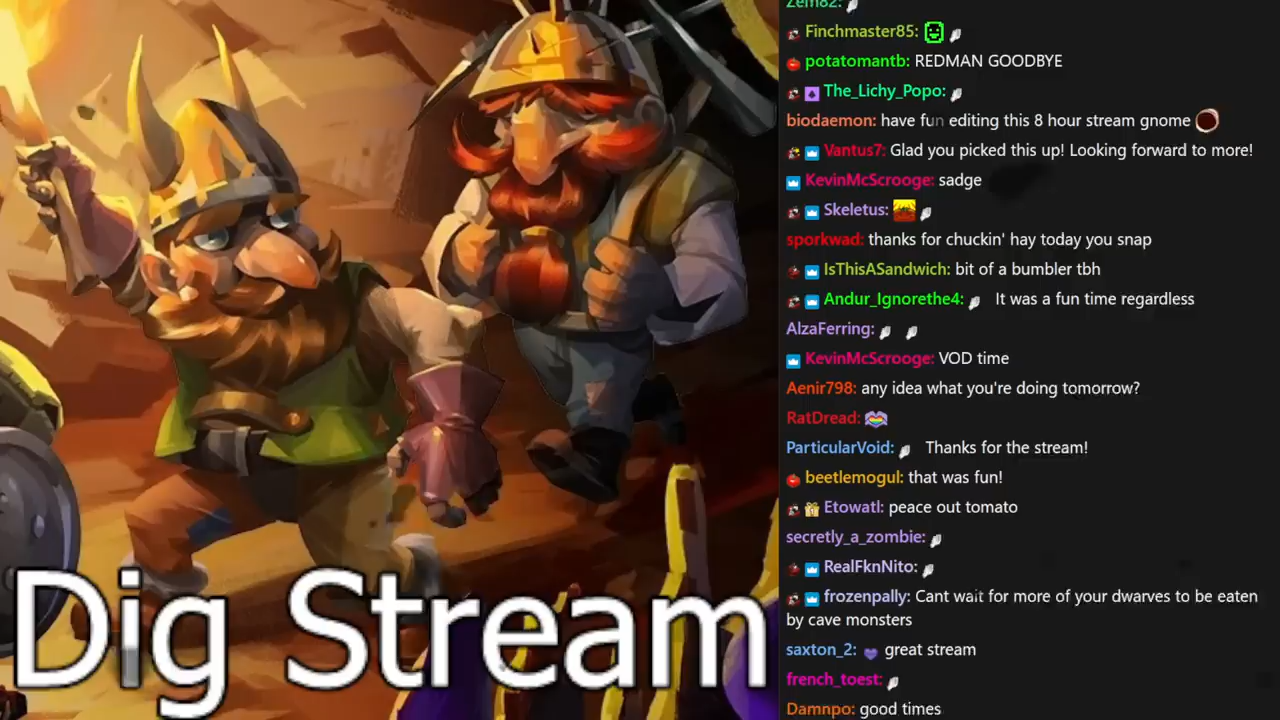 Zem82:
Finchmaster85:
potatomantb: REDMAN GOODBYE
The_Lichy_Popo:
biodaemon: have fun editing this 8 hour stream gnome
Vantus7: Glad you picked this up! Looking forward to more!
KevinMcScrooge: sadge
Skeletus:
sporkwad: thanks for chuckin' hay today you snap
IsThisASandwich: bit of a bumbler tbh
Andur_Ignorethe4: It was a fun time regardless
AlzaFerring:
KevinMcScrooge: VOD time
Aenir798: any idea what you're doing tomorrow?
RatDread:
ParticularVoid: Thanks for the stream!
beetlemogul: that was fun!
Etowatl: peace out tomato
secretly_a_zombie:
RealFknNito:
frozenpally: Cant wait for more of your dwarves to be eaten
by cave monsters
saxton_2: great stream
french_toest:
Damnpo: good times
Dig Stream